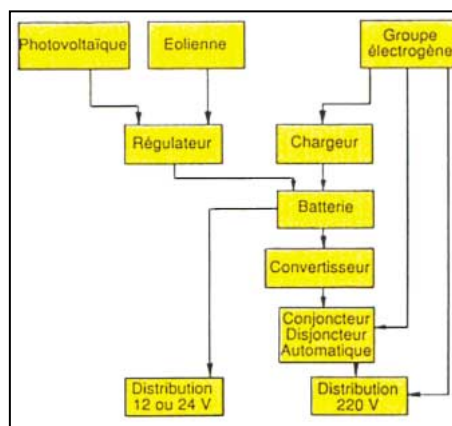 Photovoltaïque
Eolienne
Groupe
électrogène
Régulateur
Chargeur
Batterie
Convertisseur
Conjoncteur
Disjoncteur
Automatique
Distribution
12 ou 24 V
Distribution
220 V